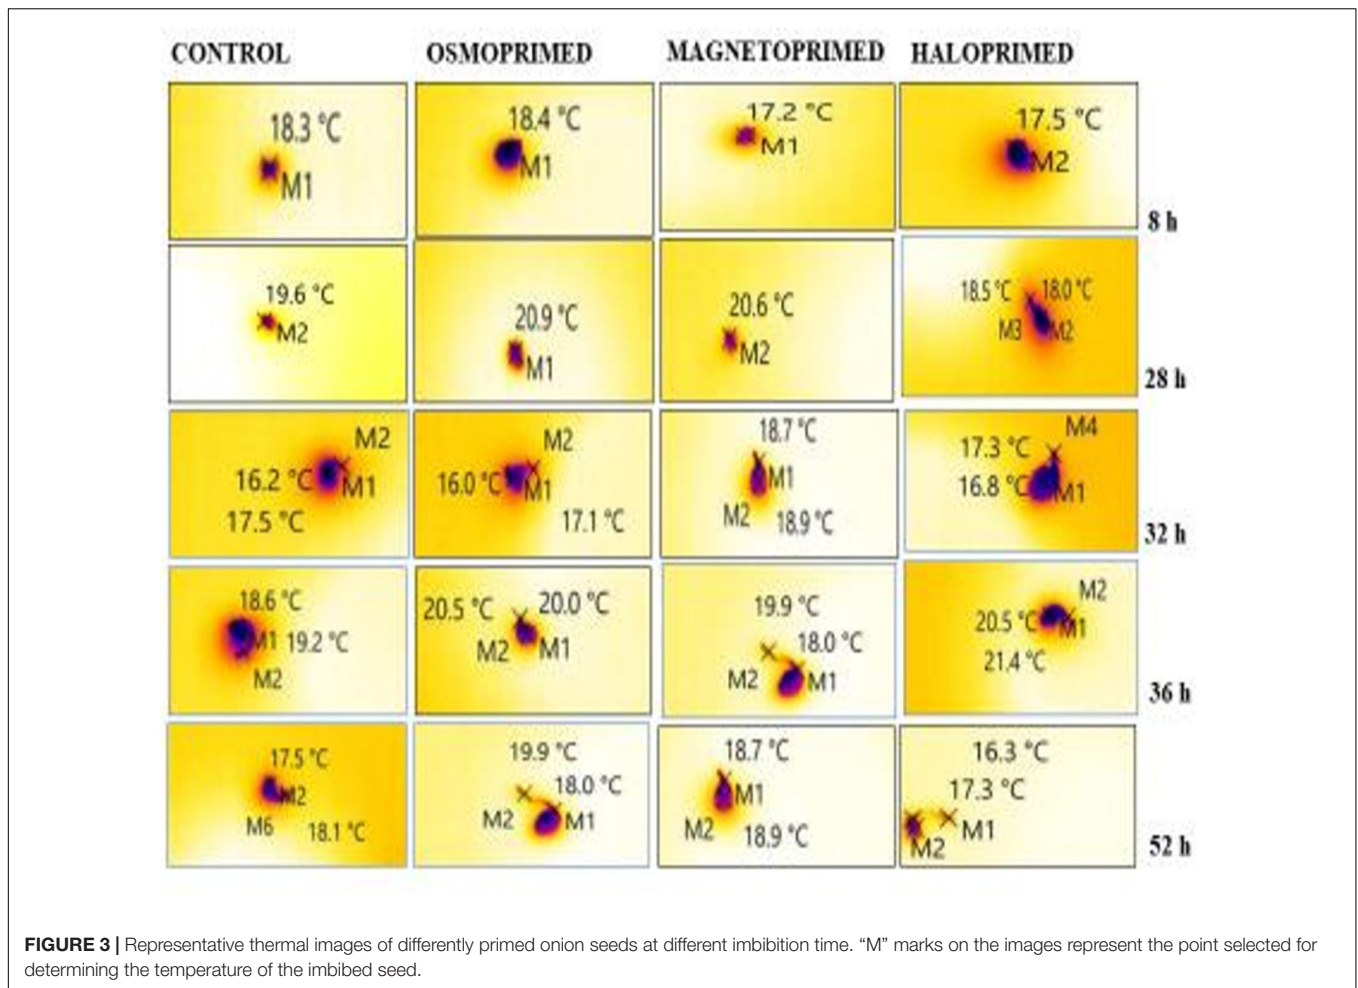 CONTROL OSMOPRIMED MAGNETOPRIMED HALOPRIMED
18.3 °C
M1
18.4 °C
M1
17.2 °C
M1
17.5 °C
M2
8 h
19.6 °C
M2
20.9 °C
M1
20.6 °C
M2
18.5 °C 18.0 °C
M3 M2
28 h
M2
16.2 °C M1
17.5 °C
M2
16.0 °C M1
17.1 °C
18.7 °C
M1
M2 18.9 °C
M4
17.3 °C
16.8 °C M1
32 h
18.6 °C
M1 19.2 °C
M2
20.5 °C 20.0 °C
M2 M1
19.9 °C
18.0 °C
M2 M1
M2
20.5 °C M1
21.4 °C
36 h
17.5 °C
M2
M6 18.1 °C
19.9 °C
18.0 °C
M2 M1
18.7 °C
M1
M2 18.9 °C
16.3 °C
17.3 °C
M1
M2
52 h
FIGURE 3 | Representative thermal images of differently primed onion seeds at different imbibition time. “M” marks on the images represent the point selected for
determining the temperature of the imbibed seed.